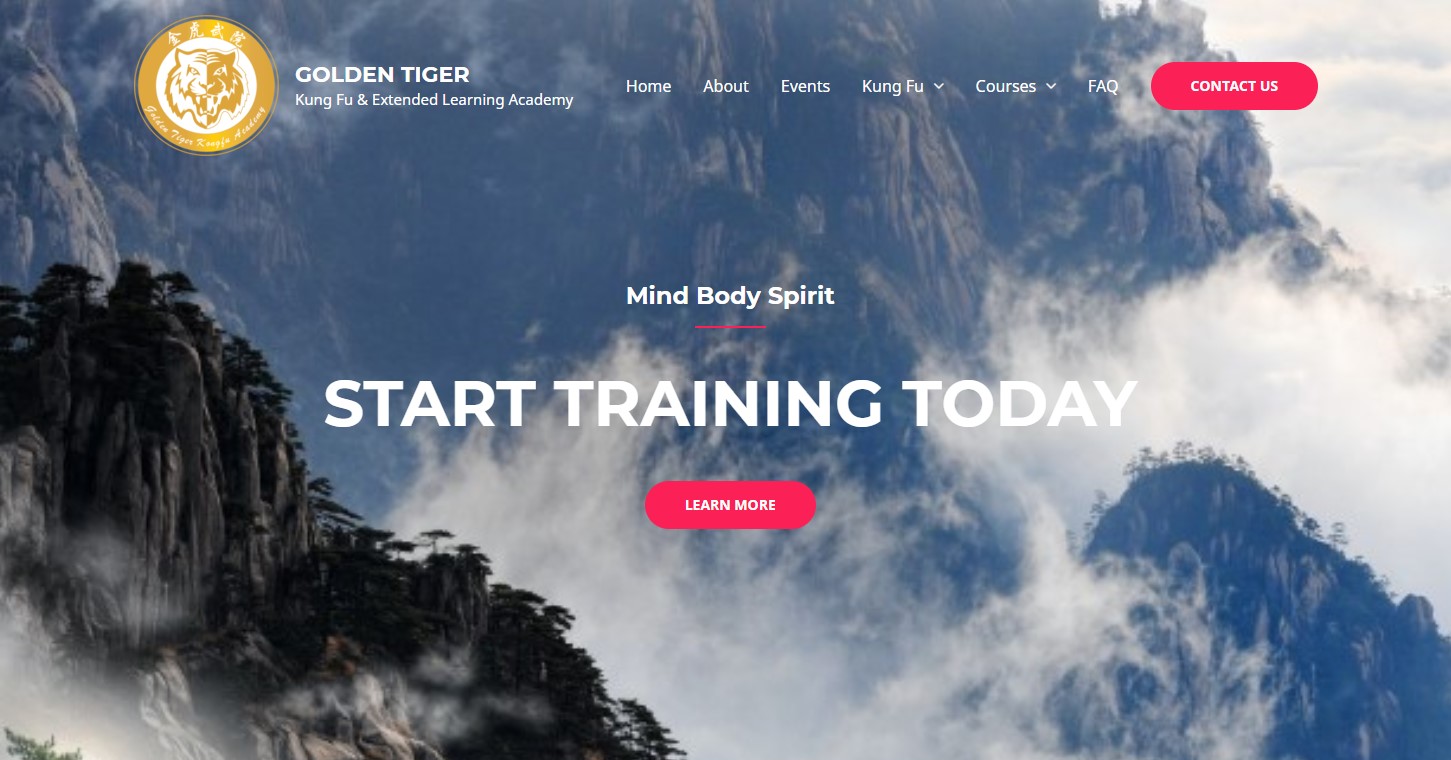 金虎武院
Golden Tiger Kongfu Academy
GOLDEN TIGER
Kung Fu & Extended Learning Academy
Home About Events Kung Fu Courses FAQ CONTACT US
Mind Body Spirit
START TRAINING TODAY
LEARN MORE